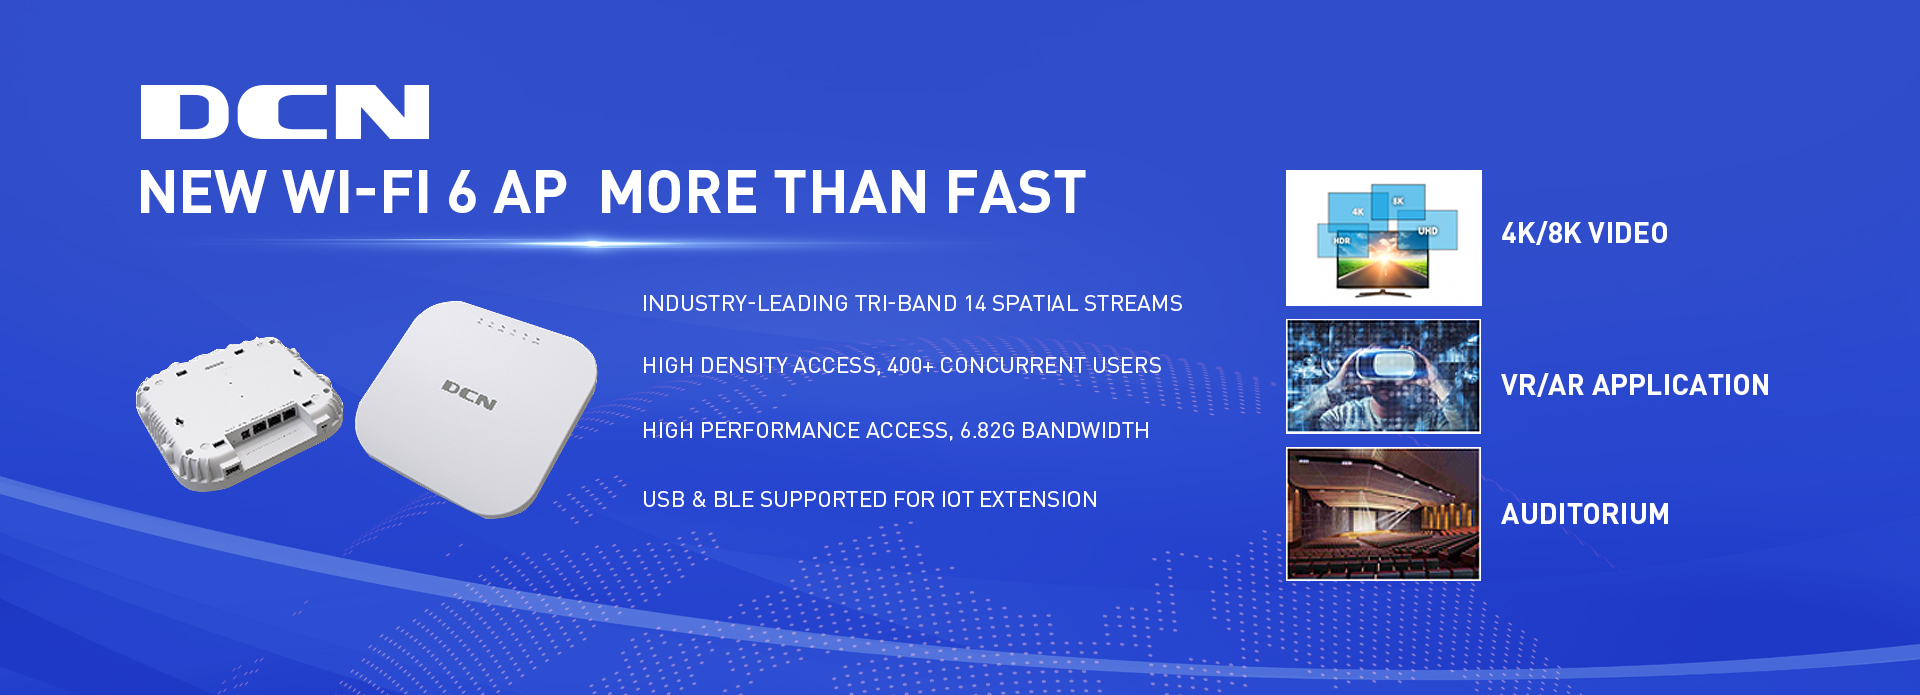 DCN
NEW WI-FI 6 AP MORE THAN FAST
INDUSTRY-LEADING TRI-BAND 14 SPATIAL STREAMS
HIGH DENSITY ACCESS, 400+ CONCURRENT USERS
HIGH PERFORMANCE ACCESS, 6.82G BANDWIDTH
USB & BLE SUPPORTED FOR IOT EXTENSION
DCN
8K
4K
UHD
HDR
4K/8K VIDEO
VR/AR APPLICATION
AUDITORIUM